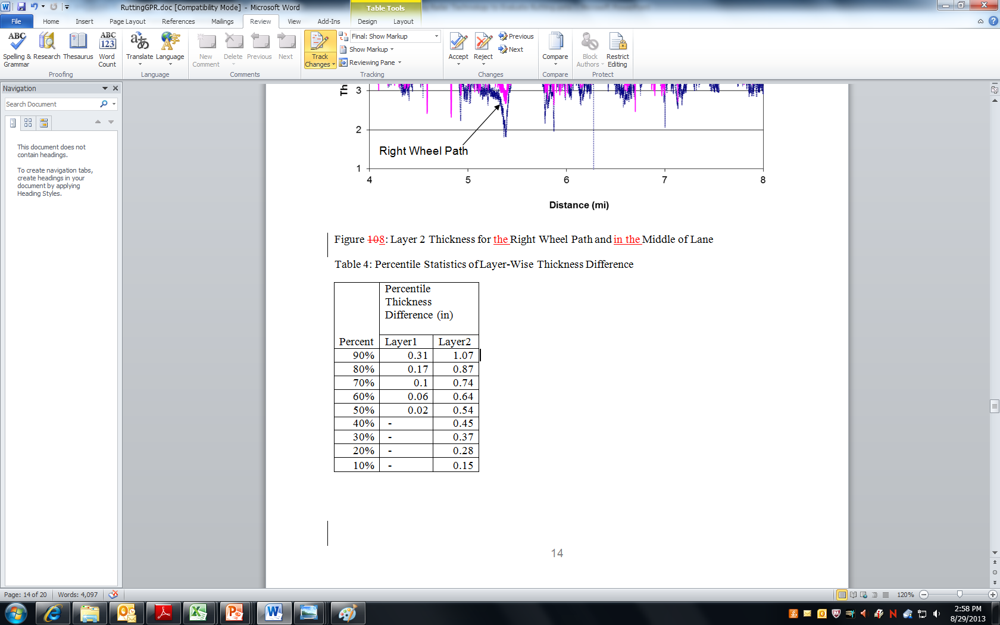 RuttingGPR.doc [Compatibility Mode] - Microsoft Word
Table Tools
File Home Insert Page Layout References Mailings Review View Add-Ins Design Layout
ABC Spelling & Grammar
Research
Thesaurus
ABC 123 Word Count
Proofing
Translate
Language
Language
New Comment
Delete
Previous
Next
Comments
Track Changes
Final: Show Markup
Show Markup
Reviewing Pane
Tracking
Accept
Reject
Previous
Next
Changes
Compare
Compare
Block Authors
Restrict Editing
Protect
Navigation
Search Document
This document does not
contain headings.
To create navigation tabs,
create headings in your
document by applying
Heading Styles.
Th
3
2
1
Right Wheel Path
4 5 6 7 8
Distance (mi)
Figure 108: Layer 2 Thickness for the Right Wheel Path and in the Middle of Lane
Table 4: Percentile Statistics of Layer-Wise Thickness Difference
Percentile
Thickness
Difference (in)
Percent Layer1 Layer2
90% 0.31 1.07
80% 0.17 0.87
70% 0.1 0.74
60% 0.06 0.64
50% 0.02 0.54
40% - 0.45
30% - 0.37
20% - 0.28
10% - 0.15
14
Page: 14 of 20 Words: 4,097 120%
2:58 PM
8/29/2013